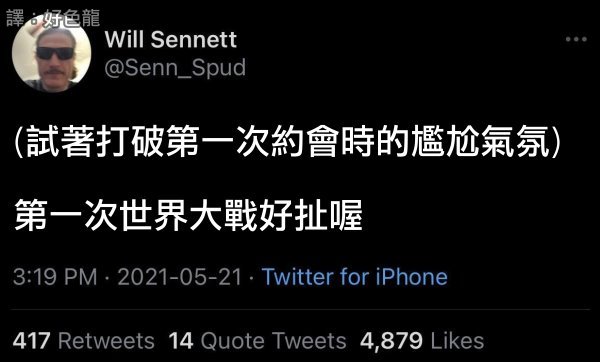 譯：好色龍
Will Sennett
@Senn_Spud
(試著打破第一次約會時的尷尬氣氛)
第一次世界大戰好扯喔
3:19 PM · 2021-05-21 · Twitter for iPhone
417 Retweets 14 Quote Tweets 4,879 Likes